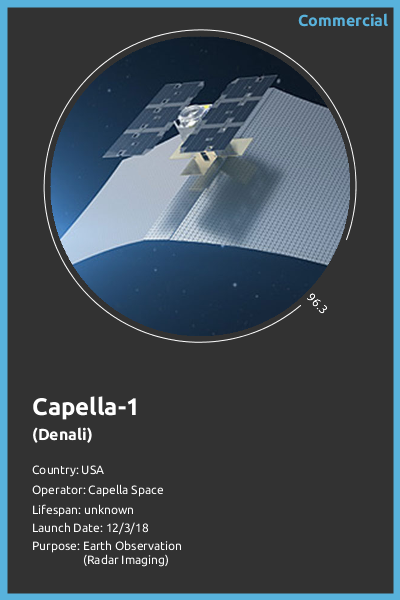 Commercial
96.3
Capella-1
(Denali)
Country: USA
Operator: Capella Space
Lifespan: unknown
Launch Date: 12/3/18
Purpose: Earth Observation
(Radar Imaging)